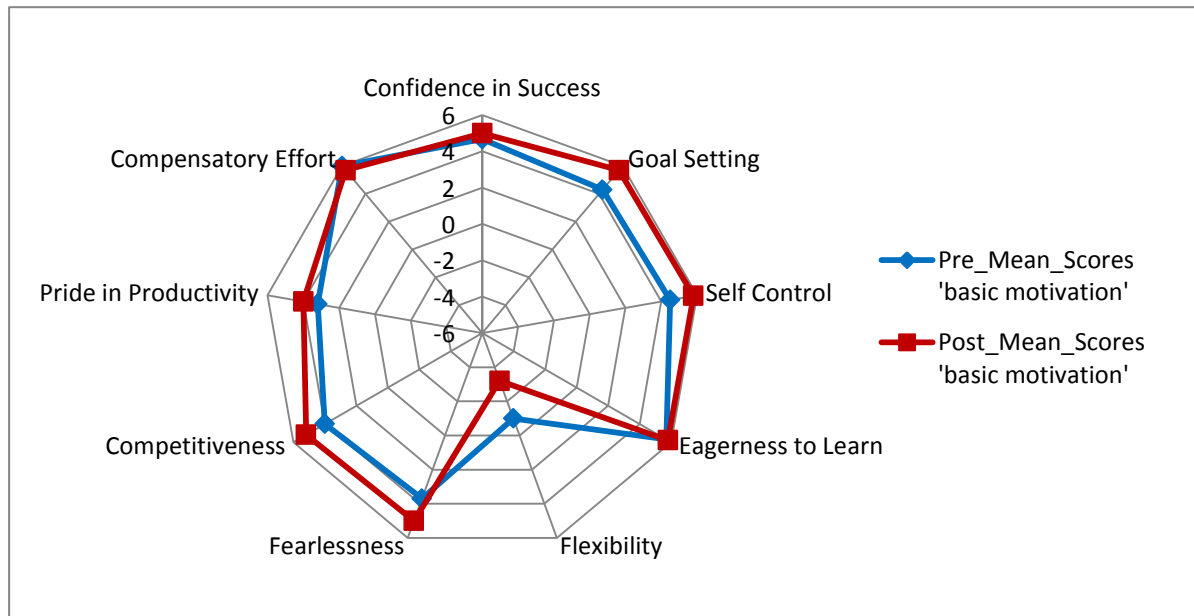 Confidence in Success
6
4
2
0
-2
-4
-6
Goal Setting
Self Control
Eagerness to Learn
Flexibility
Fearlessness
Competitiveness
Pride in Productivity
Compensatory Effort
Pre_Mean_Scores
'basic motivation'
Post_Mean_Scores
'basic motivation'